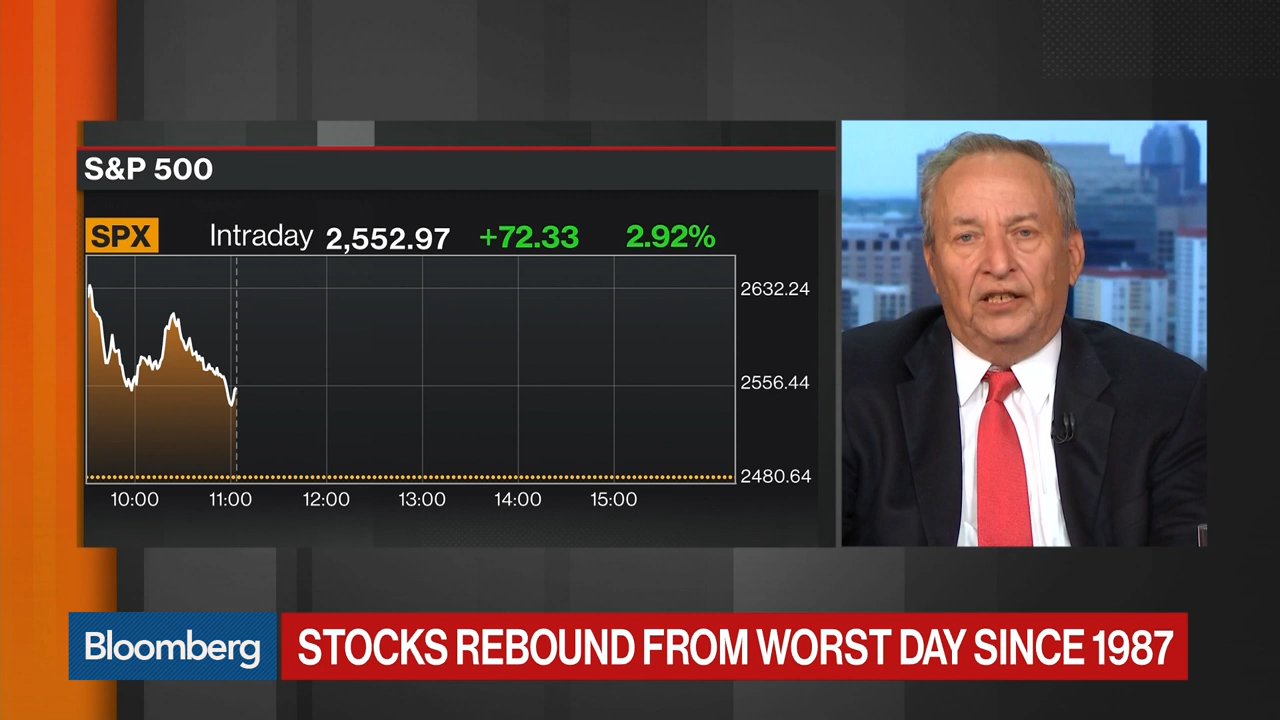 S&P 500
SPX Intraday 2,552.97 +72.33 2.92%
2632.24
2556.44
2480.64
10:00 11:00 12:00 13:00 14:00 15:00
Bloomberg
STOCKS REBOUND FROM WORST DAY SINCE 1987